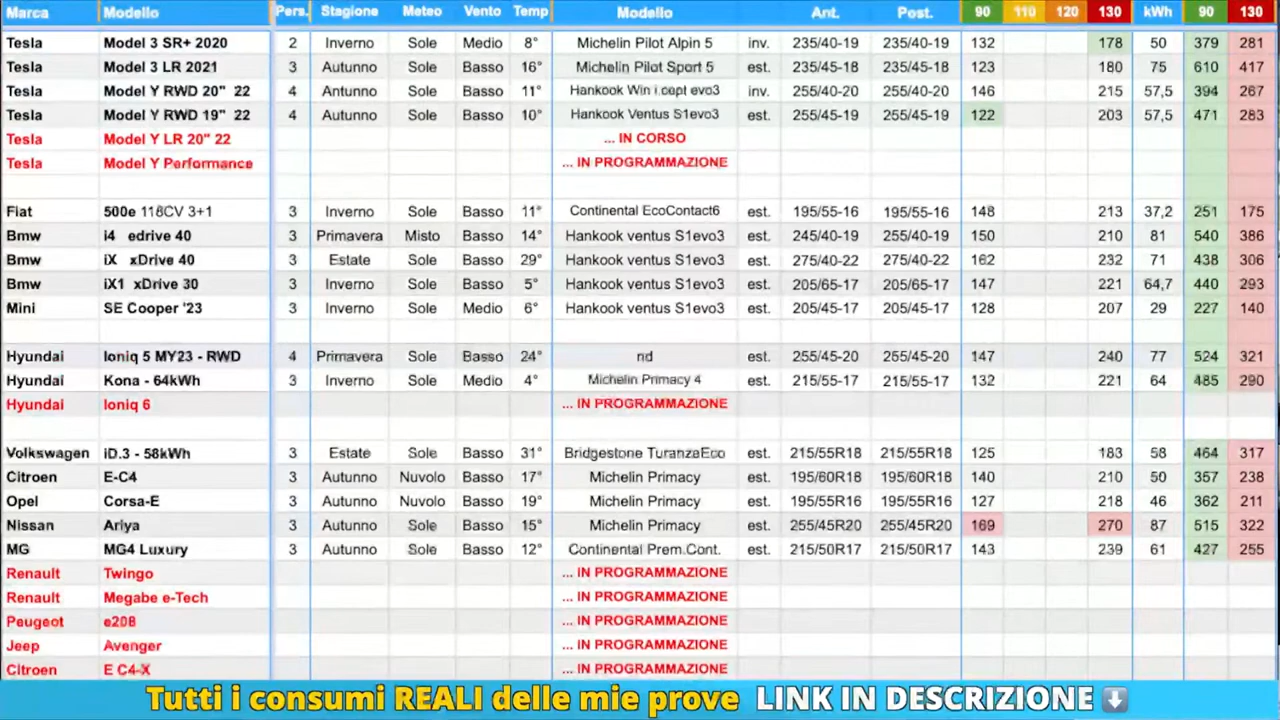 Marca Modello Pers. Stagione Meteo Vento Temp Modello Ant. Post. 90 110 120 130 kWh 90 130
Tesla Model 3 SR+ 2020 2 Inverno Sole Medio 8° Michelin Pilot Alpin 5 inv. 235/40-19 235/40-19 132 178 50 379 281
Tesla Model 3 LR 2021 3 Autunno Sole Basso 16° Michelin Pilot Sport 5 est. 235/45-18 235/40-19 123 180 75 610 417
Tesla Model Y RWD 20" 22 4 Antunno Sole Basso 11° Hankook Win i.cept evo3 inv. 255/40-20 255/40-20 146 215 57,5 394 267
Tesla Model Y RWD 19" 22 4 Autunno Sole Basso 10° Hankook Ventus S1evo3 est. 255/45-19 255/45-19 122 203 57,5 471 283
Tesla Model Y LR 20" 22 ... IN CORSO
Tesla Model Y Performance ... IN PROGRAMMAZIONE
Fiat 500e 118CV 3+1 3 Inverno Sole Basso 11° Continental EcoContact6 est. 195/55-16 195/55-16 148 213 37,2 251 175
Bmw i4 edrive 40 3 Primavera Misto Basso 14° Hankook ventus S1evo3 est. 245/40-19 255/40-19 150 210 81 540 386
Bmw iX xDrive 40 3 Estate Sole Basso 29° Hankook ventus S1evo3 est. 275/40-22 275/40-22 162 232 71 438 306
Bmw iX1 xDrive 30 3 Inverno Sole Basso 5° Hankook ventus S1evo3 est. 205/65-17 205/65-17 147 221 64,7 440 293
Mini SE Cooper '23 3 Inverno Sole Medio 6° Hankook ventus S1evo3 est. 205/45-17 205/45-17 128 207 29 227 140
Hyundai Ioniq 5 MY23 - RWD 4 Primavera Sole Basso 24° nd est. 255/45-20 255/45-20 147 240 77 524 321
Hyundai Kona - 64kWh 3 Inverno Sole Medio 4° Michelin Primacy 4 est. 215/55-17 215/55-17 132 221 64 485 290
Hyundai Ioniq 6 ... IN PROGRAMMAZIONE
Volkswagen iD.3 - 58kWh 3 Estate Sole Basso 31° Bridgestone TuranzaEco est. 215/55R18 215/55R18 125 183 58 464 317
Citroen E-C4 3 Autunno Nuvolo Basso 17° Michelin Primacy est. 195/60R18 195/60R18 140 210 50 357 238
Opel Corsa-E 3 Autunno Nuvolo Basso 19° Michelin Primacy est. 195/55R16 195/55R16 127 218 46 362 211
Nissan Ariya 3 Autunno Sole Basso 15° Michelin Primacy est. 255/45R20 255/45R20 169 270 87 515 322
MG MG4 Luxury 3 Autunno Sole Basso 12° Continental Prem.Cont. est. 215/50R17 215/50R17 143 239 61 427 255
Renault Twingo ... IN PROGRAMMAZIONE
Renault Megabe e-Tech ... IN PROGRAMMAZIONE
Peugeot e208 ... IN PROGRAMMAZIONE
Jeep Avenger ... IN PROGRAMMAZIONE
Citroen E C4-X ... IN PROGRAMMAZIONE
Tutti i consumi REALI delle mie prove LINK IN DESCRIZIONE ⬇